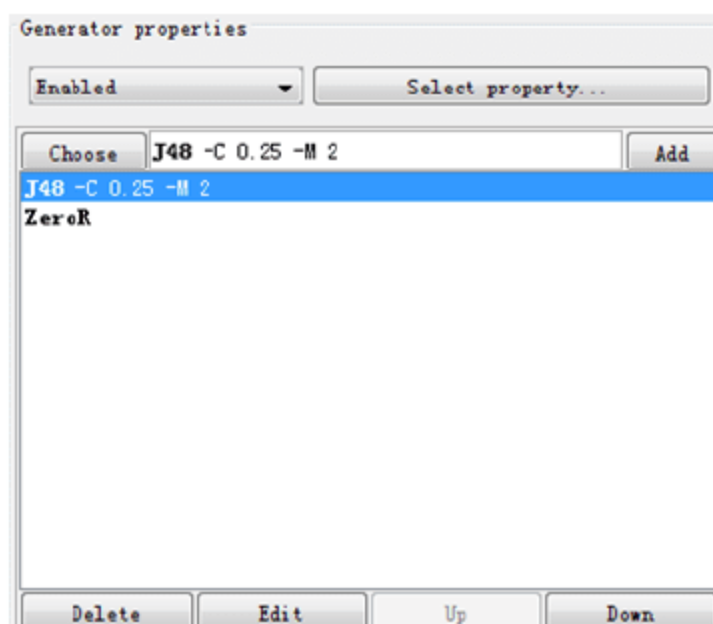 Generator properties
Enabled Select property...
Choose J48 -C 0.25 -M 2 Add
J48 -C 0.25 -M 2
ZeroR
Delete Edit Up Down